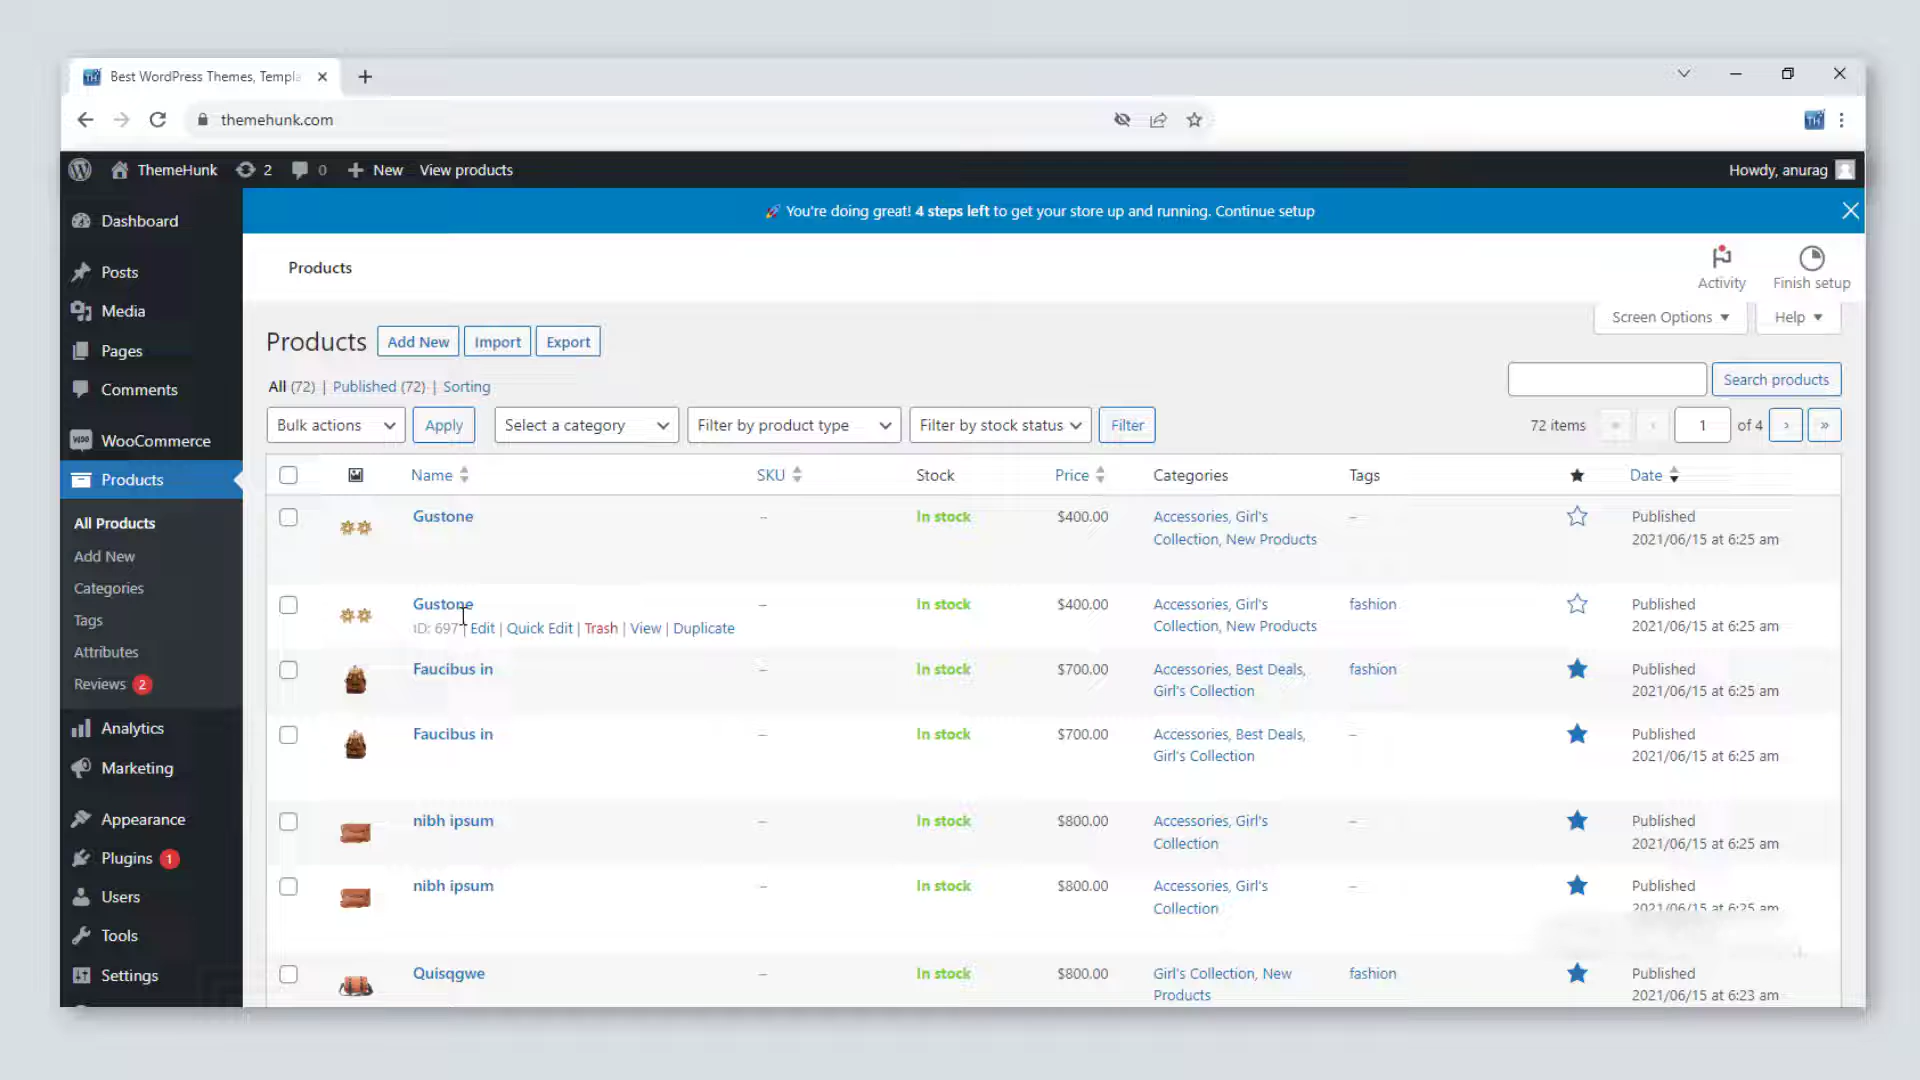 Best WordPress Themes, Templa
themehunk.com
ThemeHunk 2 0 New View products Howdy, anurag
Dashboard
Posts
Media
Pages
Comments
WooCommerce
Products
All Products
Add New
Categories
Tags
Attributes
Reviews 2
Analytics
Marketing
Appearance
Plugins 1
Users
Tools
Settings
You're doing great! 4 steps left to get your store up and running. Continue setup
Products
Activity Finish setup
Screen Options Help
Products Add New Import Export
All (72) | Published (72) | Sorting
Search products
Bulk actions Apply Select a category Filter by product type Filter by stock status Filter 72 items « ‹ 1 of 4 › »
Name SKU Stock Price Categories Tags Date
Gustone – In stock $400.00 Accessories, Girl's – Published
Collection, New Products 2021/06/15 at 6:25 am
Gustone – In stock $400.00 Accessories, Girl's fashion Published
ID: 697 | Edit | Quick Edit | Trash | View | Duplicate Collection, New Products 2021/06/15 at 6:25 am
Faucibus in – In stock $700.00 Accessories, Best Deals, fashion Published
Girl's Collection 2021/06/15 at 6:25 am
Faucibus in – In stock $700.00 Accessories, Best Deals, – Published
Girl's Collection 2021/06/15 at 6:25 am
nibh ipsum – In stock $800.00 Accessories, Girl's – Published
Collection 2021/06/15 at 6:25 am
nibh ipsum – In stock $800.00 Accessories, Girl's – Published
Collection 2021/06/15 at 6:25 am
Quisqgwe – In stock $800.00 Girl's Collection, New fashion Published
Products 2021/06/15 at 6:23 am